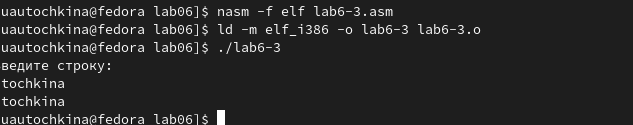 uautochkina@fedora lab06]$ nasm -f elf lab6-3.asm
uautochkina@fedora lab06]$ ld -m elf_i386 -o lab6-3 lab6-3.o
uautochkina@fedora lab06]$ ./lab6-3
ведите строку:
tochkina
tochkina
uautochkina@fedora lab06]$